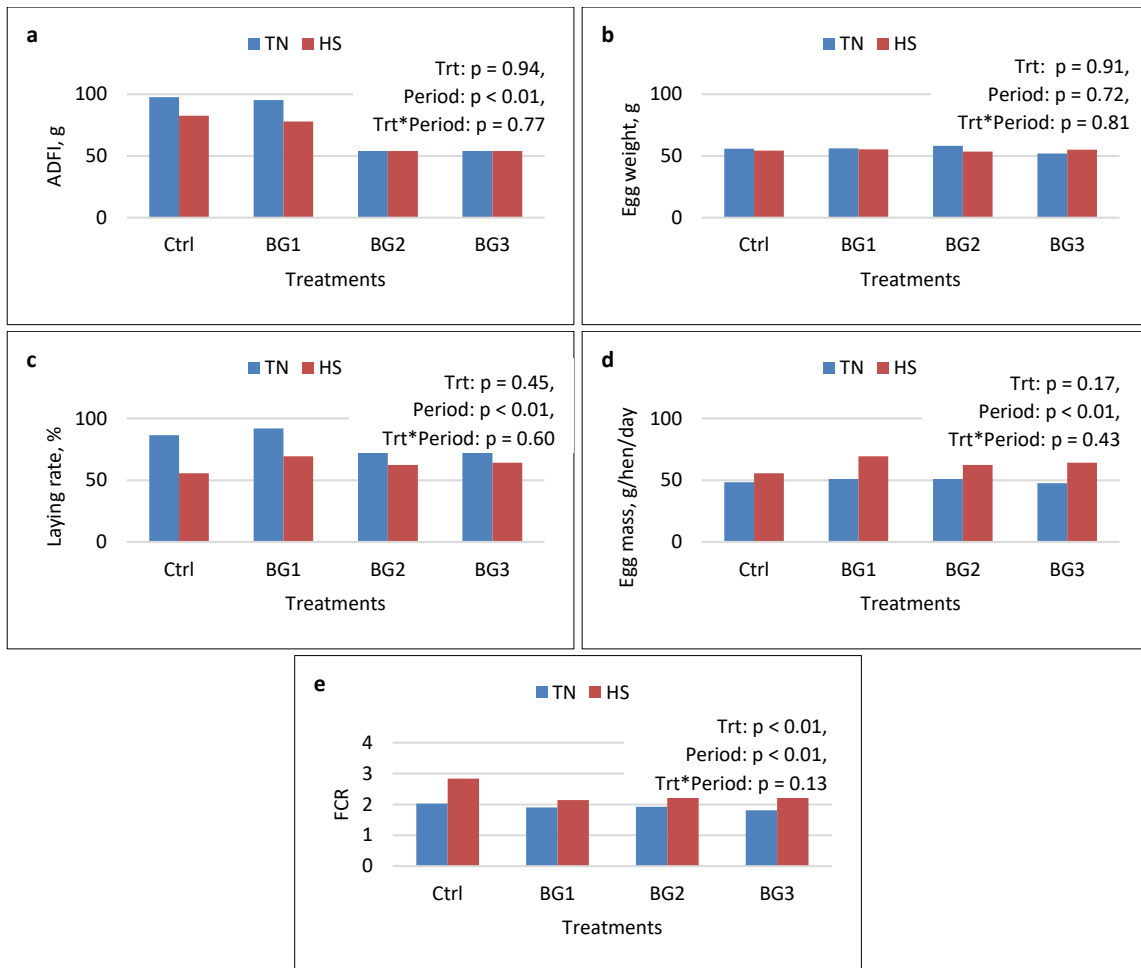 a
TN HS
Trt: p = 0.94,
Period: p < 0.01,
Trt*Period: p = 0.77
100
50
0
ADFI, g
Ctrl BG1 BG2 BG3
Treatments
b
TN HS
Trt: p = 0.91,
Period: p = 0.72,
Trt*Period: p = 0.81
100
50
0
Egg weight, g
Ctrl BG1 BG2 BG3
Treatments
c
TN HS
Trt: p = 0.45,
Period: p < 0.01,
Trt*Period: p = 0.60
100
50
0
Laying rate, %
Ctrl BG1 BG2 BG3
Treatments
d
TN HS
Trt: p = 0.17,
Period: p < 0.01,
Trt*Period: p = 0.43
100
50
0
Egg mass, g/hen/day
Ctrl BG1 BG2 BG3
Treatments
e
TN HS
Trt: p < 0.01,
Period: p < 0.01,
Trt*Period: p = 0.13
4
3
2
1
0
FCR
Ctrl BG1 BG2 BG3
Treatments